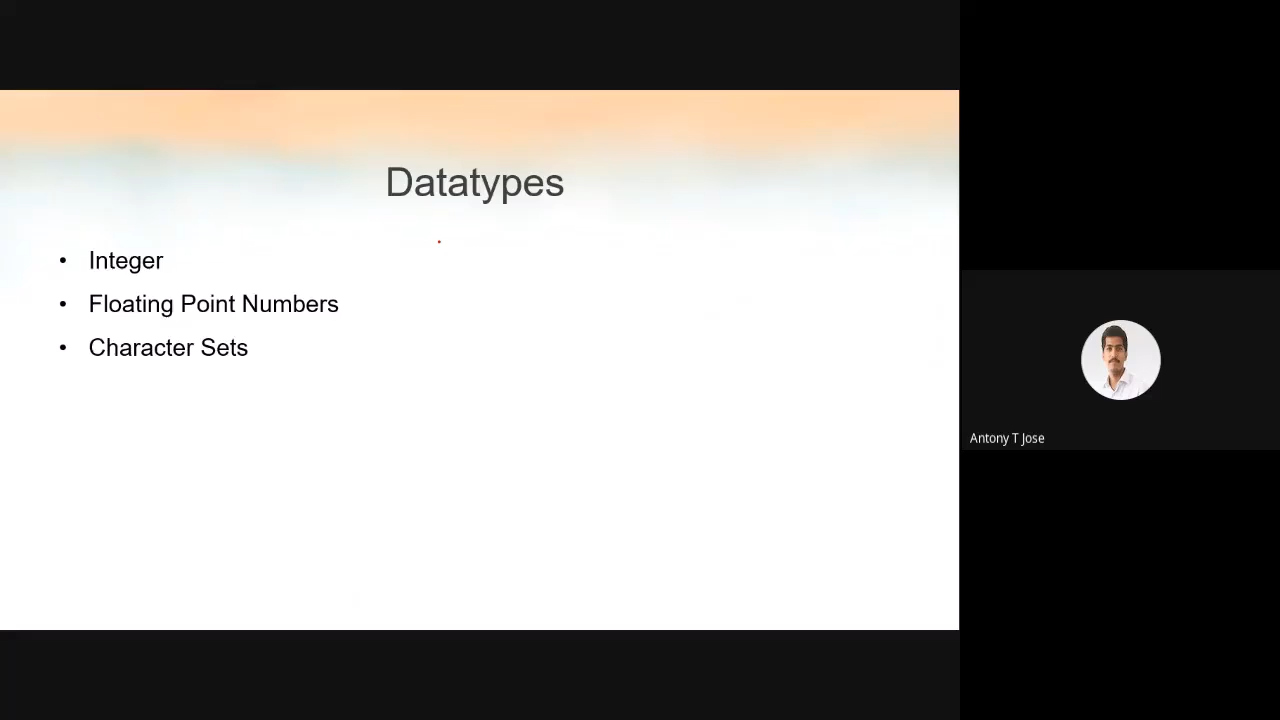 Datatypes
• Integer
• Floating Point Numbers
• Character Sets
Antony T Jose